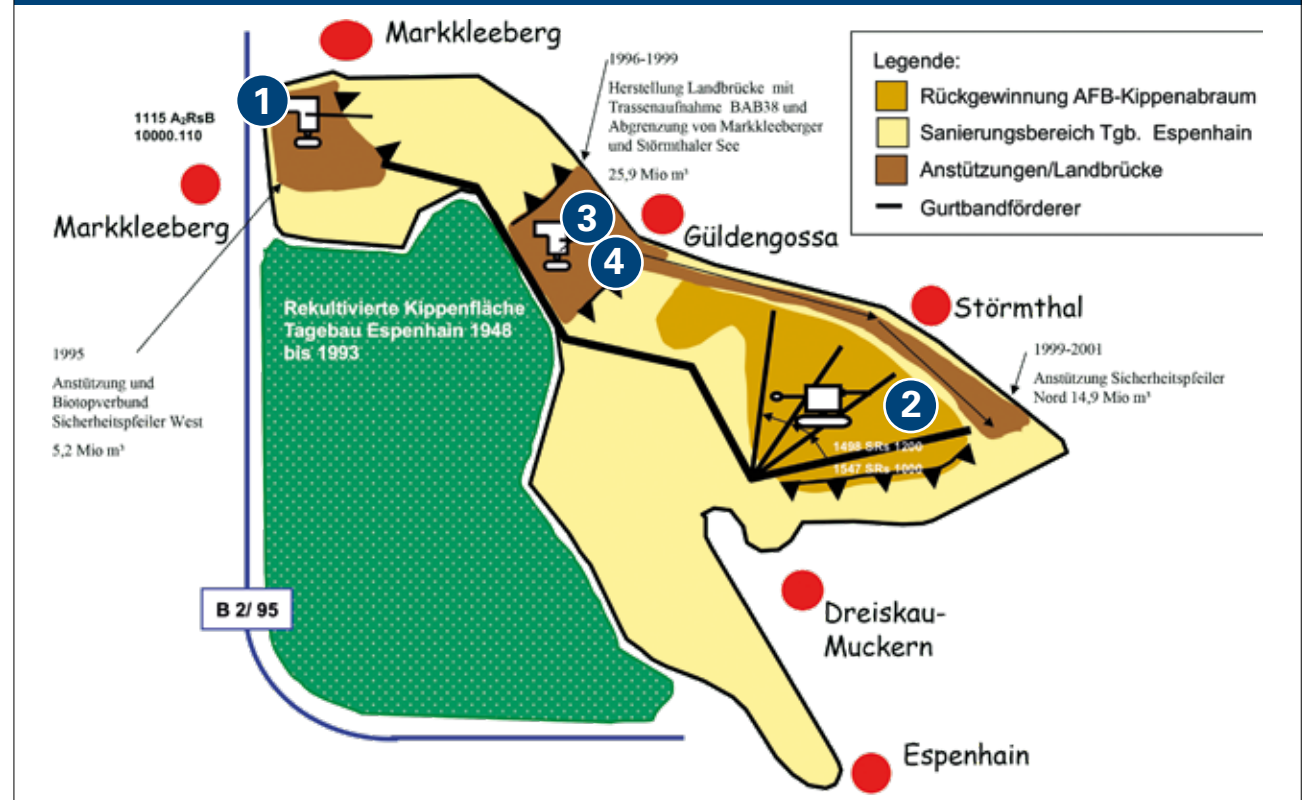 Markkleeberg
1
1115 A₂RsB
10000.110
Markkleeberg
1996-1999
Herstellung Landbrücke mit
Trassenaufnahme BAB38 und
Abgrenzung von Markkleeberger
und Störmthaler See
25,9 Mio m³
Legende:
Rückgewinnung AFB-Kippenabraum
Sanierungsbereich Tgb. Espenhain
Anstützungen/Landbrücke
Gurtbandförderer
3
4
Güldengossa
Störmthal
Rekultivierte Kippenfläche
Tagebau Espenhain 1948
bis 1993
1995
Anstützung und
Biotopverbund
Sicherheitspfeiler West
5,2 Mio m³
1999-2001
Anstützung Sicherheitspfeiler
Nord 14,9 Mio m³
2
1498 SRs 1200
1547 SRs 1000
B 2/ 95
Dreiskau-
Muckern
Espenhain